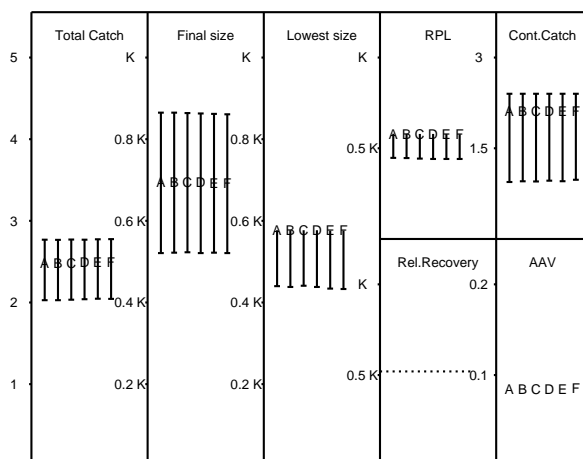 Total Catch Final size Lowest size RPL Cont.Catch
5 K K K 3
4 0.8 K 0.8 K 0.5 K 1.5
A B C D E F
A B C D E F
A B C D E F
3 0.6 K 0.6 K
A B C D E F
A B C D E F
Rel.Recovery AAV
2 0.4 K 0.4 K K 0.2
1 0.2 K 0.2 K 0.5 K 0.1
A B C D E F